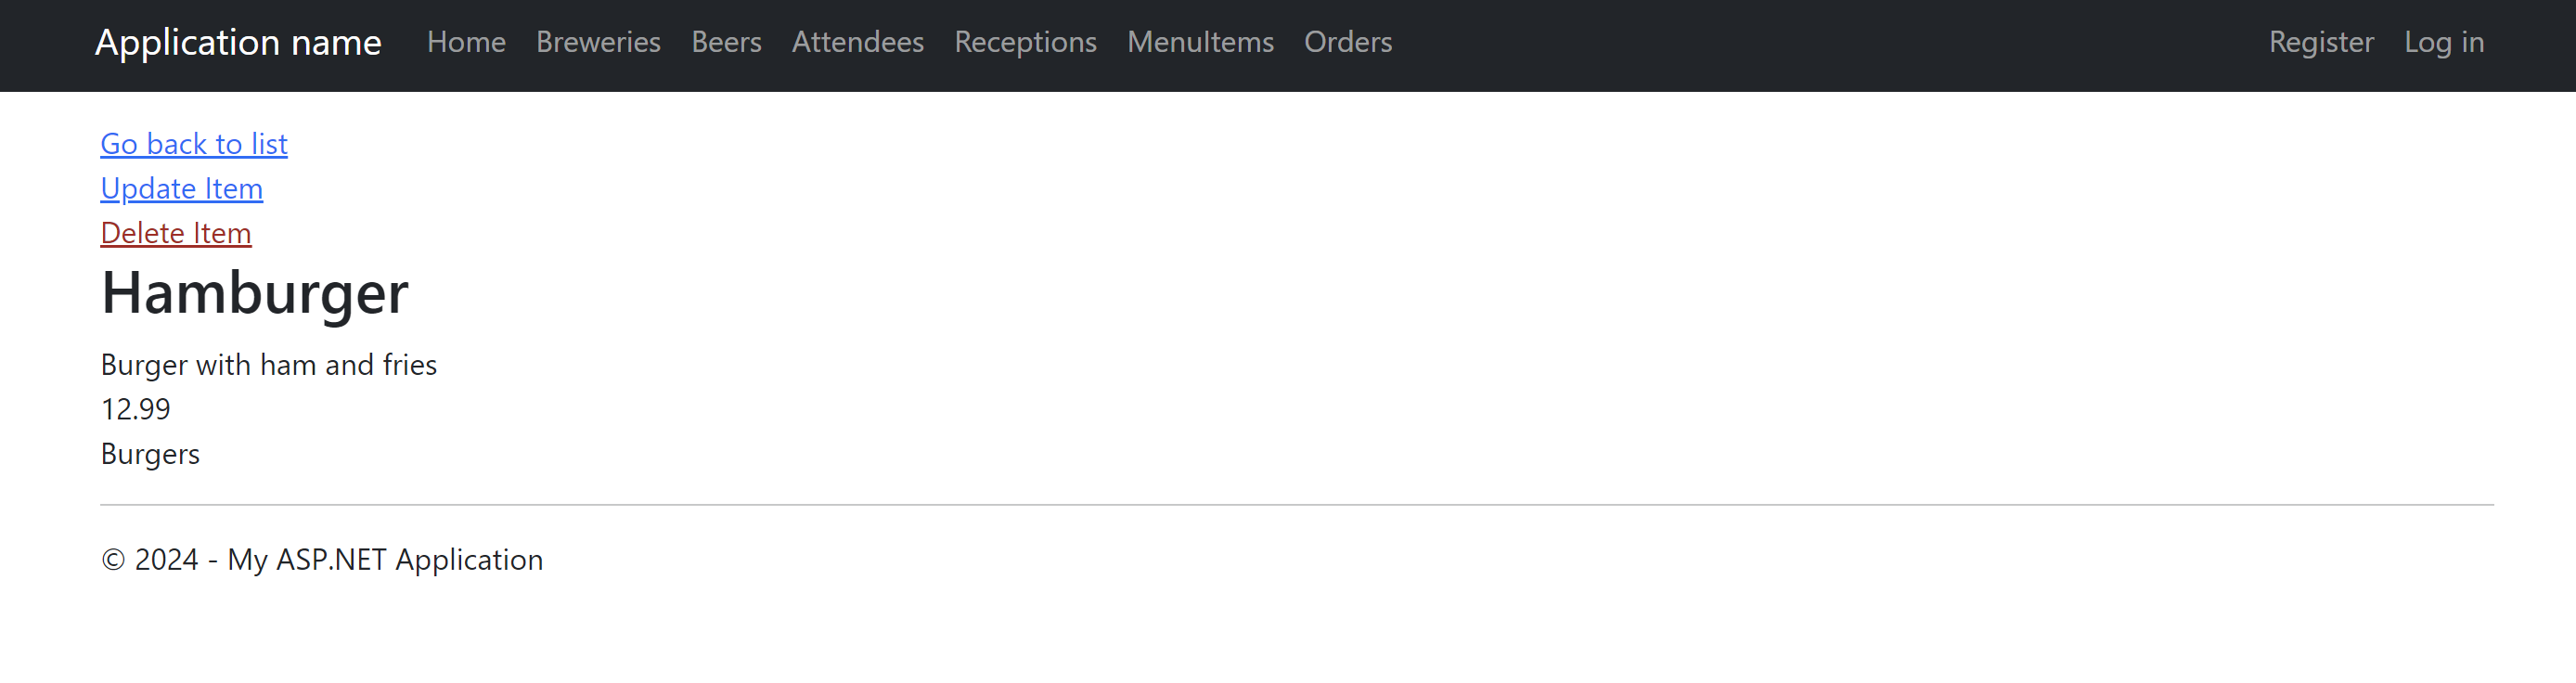 Application name Home Breweries Beers Attendees Receptions MenuItems Orders Register Log in
Go back to list
Update Item
Delete Item
Hamburger
Burger with ham and fries
12.99
Burgers
© 2024 - My ASP.NET Application